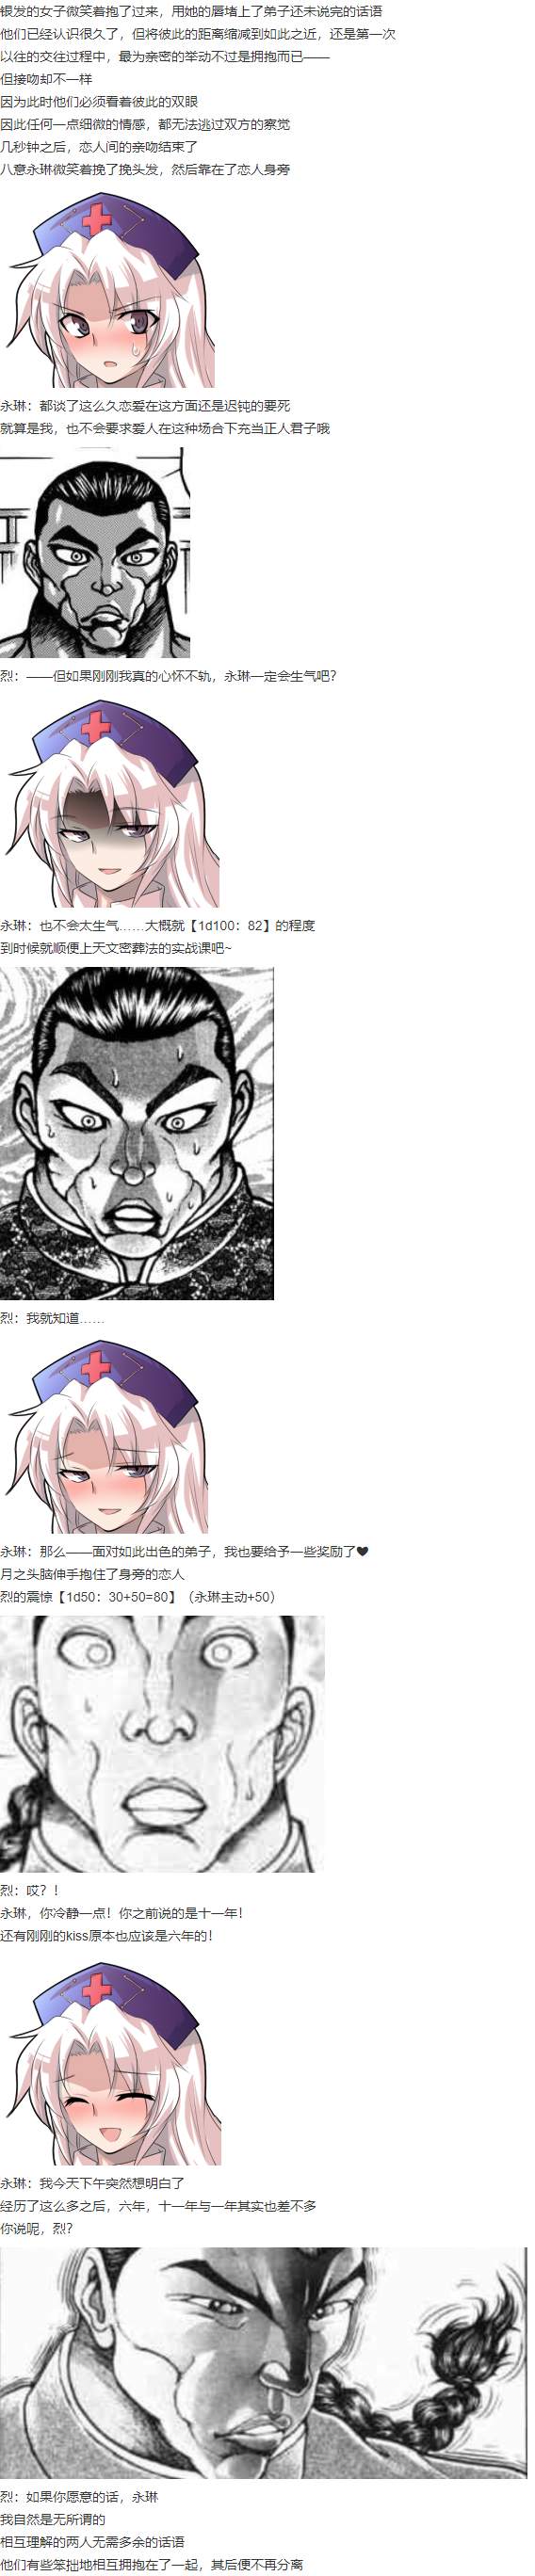 银发的女子微笑着抱了过来，用她的唇堵上了弟子还未说完的话语
他们已经认识很久了，但将彼此的距离缩减到如此之近，还是第一次
以往的交往过程中，最为亲密的举动不过是拥抱而已——
但接吻却不一样
因为此时他们必须看着彼此的双眼
因此任何一点细微的情感，都无法逃过双方的察觉
几秒钟之后，恋人间的亲吻结束了
八意永琳微笑着挽了挽头发，然后靠在了恋人身旁
永琳：都谈了这么久恋爱在这方面还是迟钝的要死
就算是我，也不会要求爱人在这种场合下充当正人君子哦
烈：——但如果刚刚我真的心怀不轨，永琳一定会生气吧？
永琳：也不会太生气……大概就【1d100：82】的程度
到时候就顺便上天文密葬法的实战课吧~
烈：我就知道……
永琳：那么——面对如此出色的弟子，我也要给予一些奖励了❤
月之头脑伸手抱住了身旁的恋人
烈的震惊【1d50：30+50=80】（永琳主动+50）
烈：哎？！
永琳，你冷静一点！你之前说的是十一年！
还有刚刚的kiss原本也应该是六年的！
永琳：我今天下午突然想明白了
经历了这么多之后，六年，十一年与一年其实也差不多
你说呢，烈？
烈：如果你愿意的话，永琳
我自然是无所谓的
相互理解的两人无需多余的话语
他们有些笨拙地相互拥抱在了一起，其后便不再分离